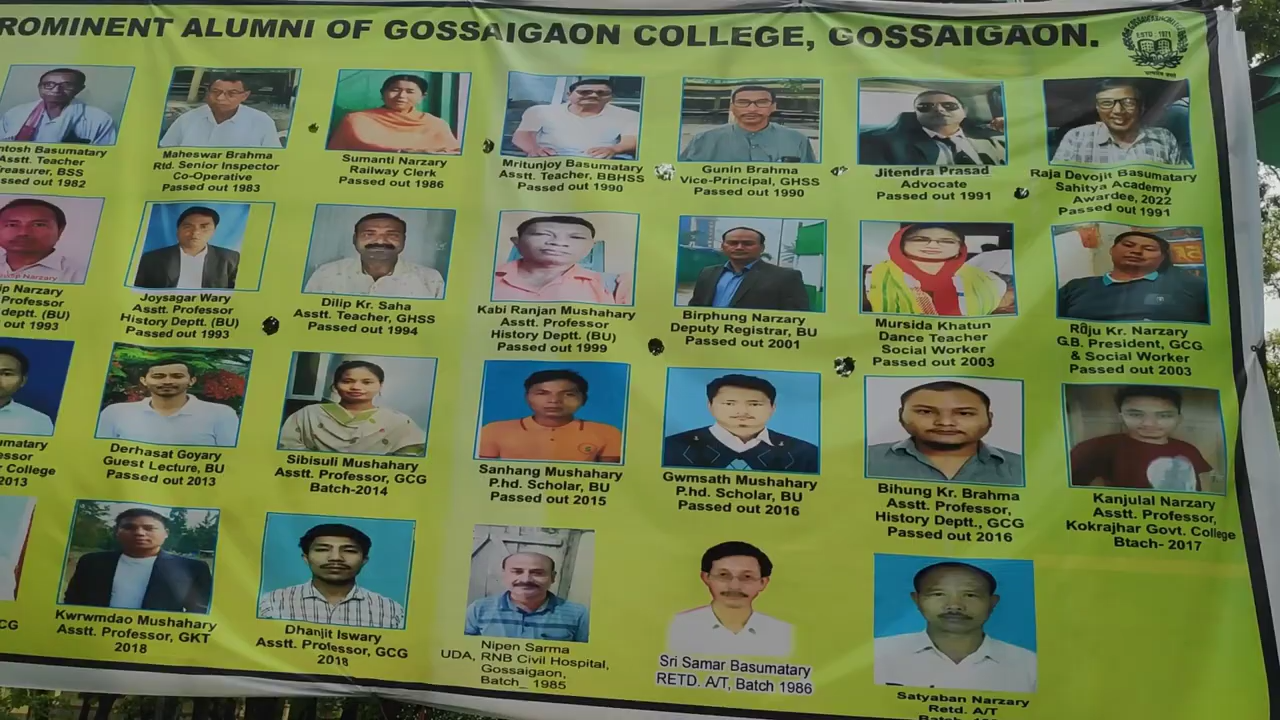 ROMINENT ALUMNI OF GOSSAIGAON COLLEGE, GOSSAIGAON.
ESTD - 1971
ntosh Basumatary
Asstt. Teacher
reasurer, BSS
ssed out 1982
Maheswar Brahma
Rtd. Senior Inspector
Co-Operative
Passed out 1983
Sumanti Narzary
Railway Clerk
Passed out 1986
Mritunjoy Basumatary
Asstt. Teacher, BBHSS
Passed out 1990
Gunin Brahma
Vice-Principal, GHSS
Passed out 1990
Jitendra Prasad
Advocate
Passed out 1991
Raja Devojit Basumatary
Sahitya Academy
Awardee, 2022
Passed out 1991
ip Narzary
Professor
deptt. (BU)
out 1993
Joysagar Wary
Asstt. Professor
History Deptt. (BU)
Passed out 1993
Dilip Kr. Saha
Asstt. Teacher, GHSS
Passed out 1994
Kabi Ranjan Mushahary
Asstt. Professor
History Deptt. (BU)
Passed out 1999
Birphung Narzary
Deputy Registrar, BU
Passed out 2001
Mursida Khatun
Dance Teacher
Social Worker
Passed out 2003
Raju Kr. Narzary
G.B. President, GCG
& Social Worker
Passed out 2003
umatary
essor
r College
2013
Derhasat Goyary
Guest Lecture, BU
Passed out 2013
Sibisuli Mushahary
Asstt. Professor, GCG
Batch-2014
Sanhang Mushahary
P.hd. Scholar, BU
Passed out 2015
Gwmsath Mushahary
P.hd. Scholar, BU
Passed out 2016
Bihung Kr. Brahma
Asstt. Professor,
History Deptt., GCG
Passed out 2016
Kanjulal Narzary
Asstt. Professor,
Kokrajhar Govt. College
Btach- 2017
CG
Kwrwmdao Mushahary
Asstt. Professor, GKT
2018
Dhanjit Iswary
Asstt. Professor, GCG
2018
Nipen Sarma
UDA, RNB Civil Hospital,
Gossaigaon,
Batch_ 1985
Sri Samar Basumatary
RETD. A/T, Batch 1986
Satyaban Narzary
Retd. A/T